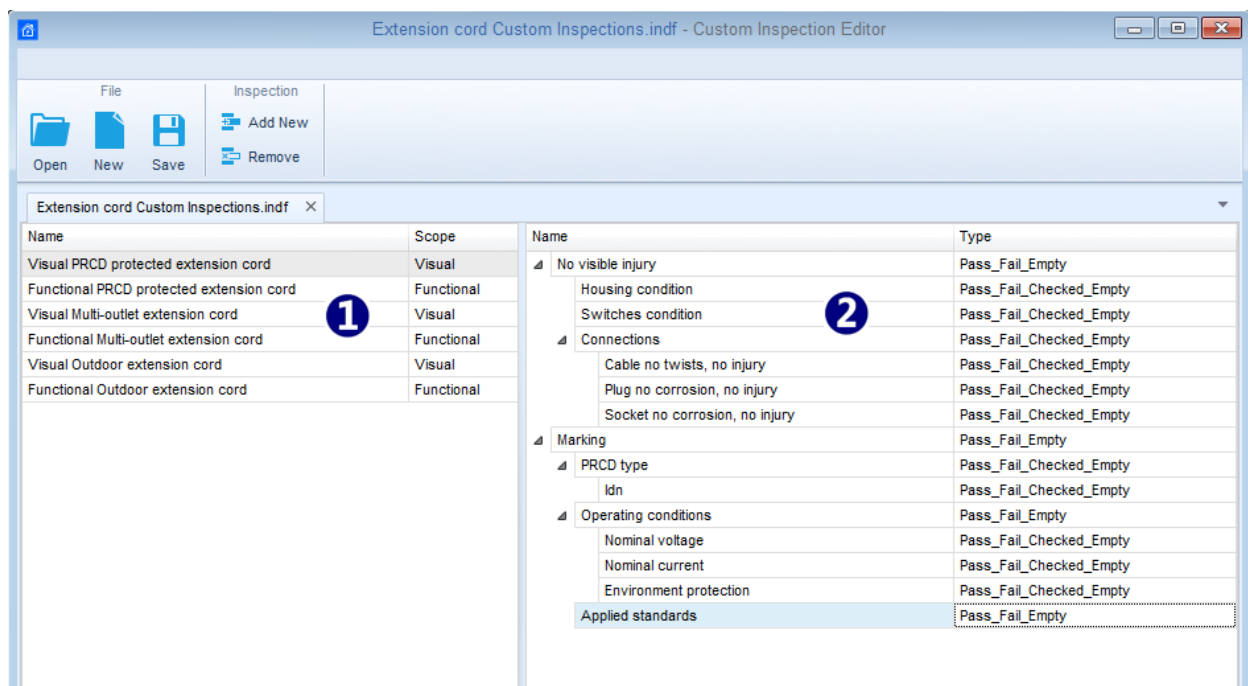 Extension cord Custom Inspections.indf - Custom Inspection Editor
File
Inspection
Open
New
Save
Add New
Remove
Extension cord Custom Inspections.indf
Name Scope
Visual PRCD protected extension cord Visual
Functional PRCD protected extension cord Functional
Visual Multi-outlet extension cord Visual
Functional Multi-outlet extension cord Functional
Visual Outdoor extension cord Visual
Functional Outdoor extension cord Functional
1
Name Type
No visible injury Pass_Fail_Empty
Housing condition Pass_Fail_Checked_Empty
Switches condition Pass_Fail_Checked_Empty
Connections Pass_Fail_Checked_Empty
Cable no twists, no injury Pass_Fail_Checked_Empty
Plug no corrosion, no injury Pass_Fail_Checked_Empty
Socket no corrosion, no injury Pass_Fail_Checked_Empty
Marking Pass_Fail_Empty
PRCD type Pass_Fail_Checked_Empty
Idn Pass_Fail_Checked_Empty
Operating conditions Pass_Fail_Empty
Nominal voltage Pass_Fail_Checked_Empty
Nominal current Pass_Fail_Checked_Empty
Environment protection Pass_Fail_Checked_Empty
Applied standards Pass_Fail_Empty
2